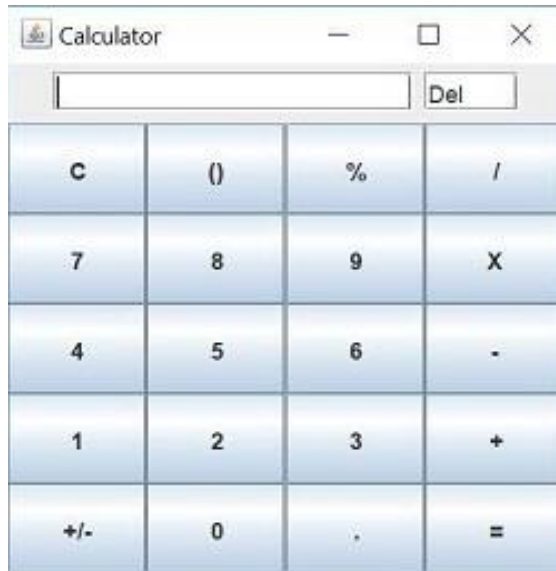 Calculator
Del
C () % /
7 8 9 X
4 5 6 -
1 2 3 +
+/- 0 . =